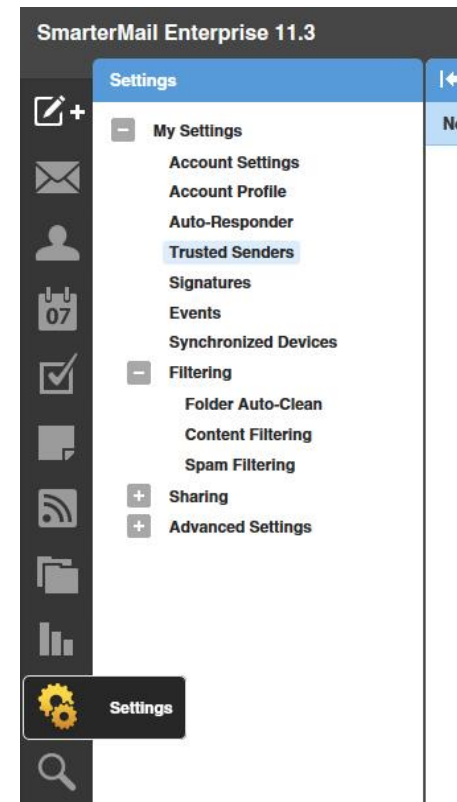 SmarterMail Enterprise 11.3
Settings
My Settings
Account Settings
Account Profile
Auto-Responder
Trusted Senders
Signatures
Events
Synchronized Devices
Filtering
Folder Auto-Clean
Content Filtering
Spam Filtering
Sharing
Advanced Settings
07
Settings